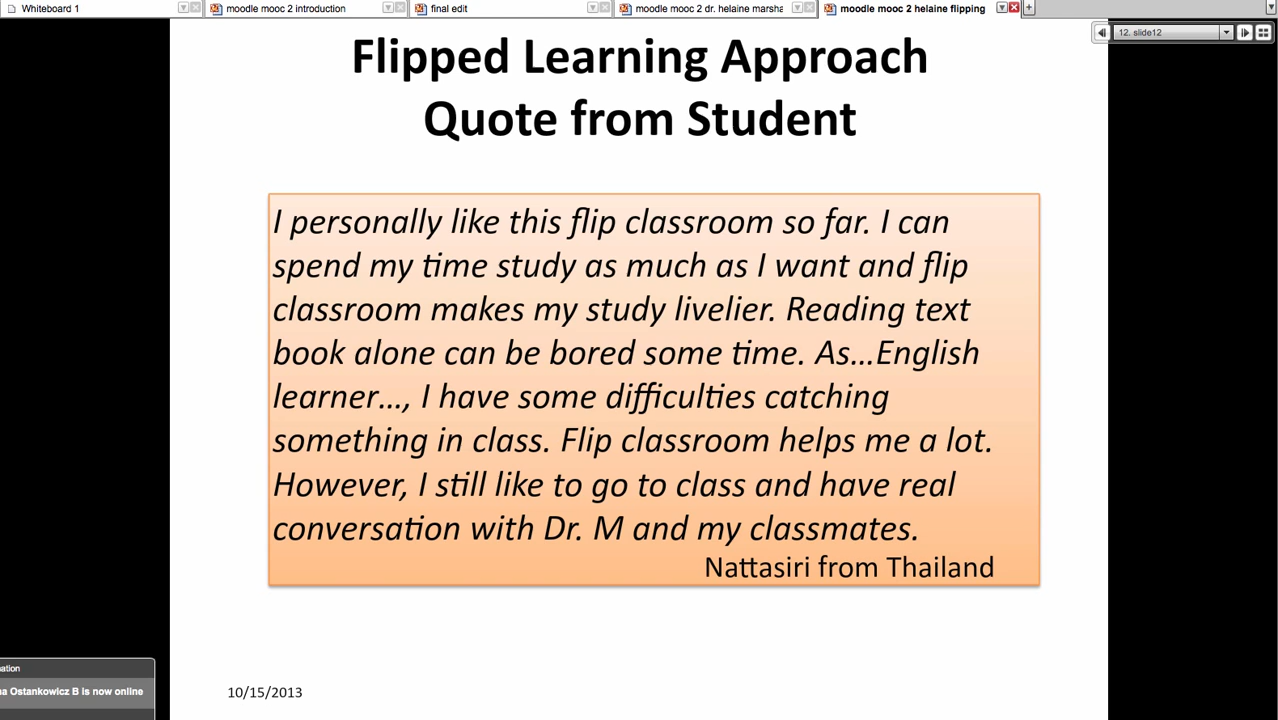 Whiteboard 1
moodle mooc 2 introduction
final edit
moodle mooc 2 dr. helaine marsha
moodle mooc 2 helaine flipping
12. slide12
Flipped Learning Approach
Quote from Student
I personally like this flip classroom so far. I can
spend my time study as much as I want and flip
classroom makes my study livelier. Reading text
book alone can be bored some time. As...English
learner..., I have some difficulties catching
something in class. Flip classroom helps me a lot.
However, I still like to go to class and have real
conversation with Dr. M and my classmates.
Nattasiri from Thailand
ation
na Ostankowicz B is now online
10/15/2013